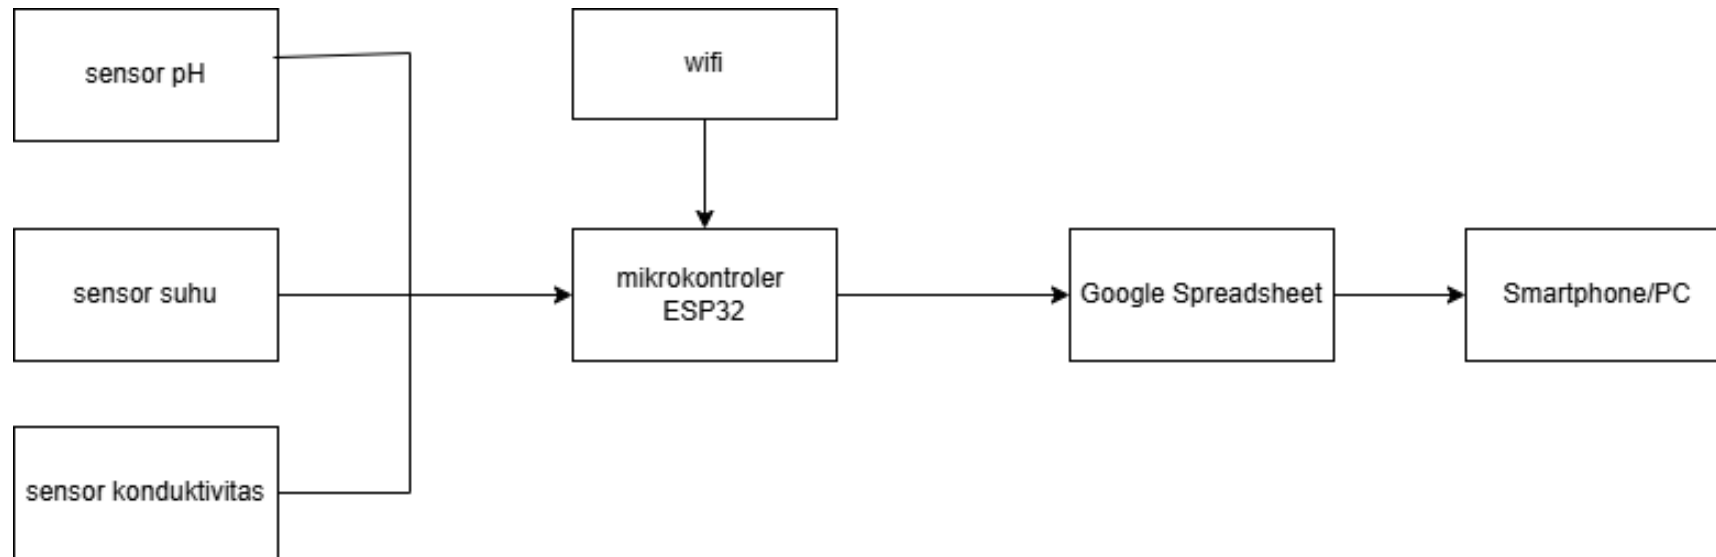 sensor pH
wifi
sensor suhu
mikrokontroler
ESP32
Google Spreadsheet
Smartphone/PC
sensor konduktivitas